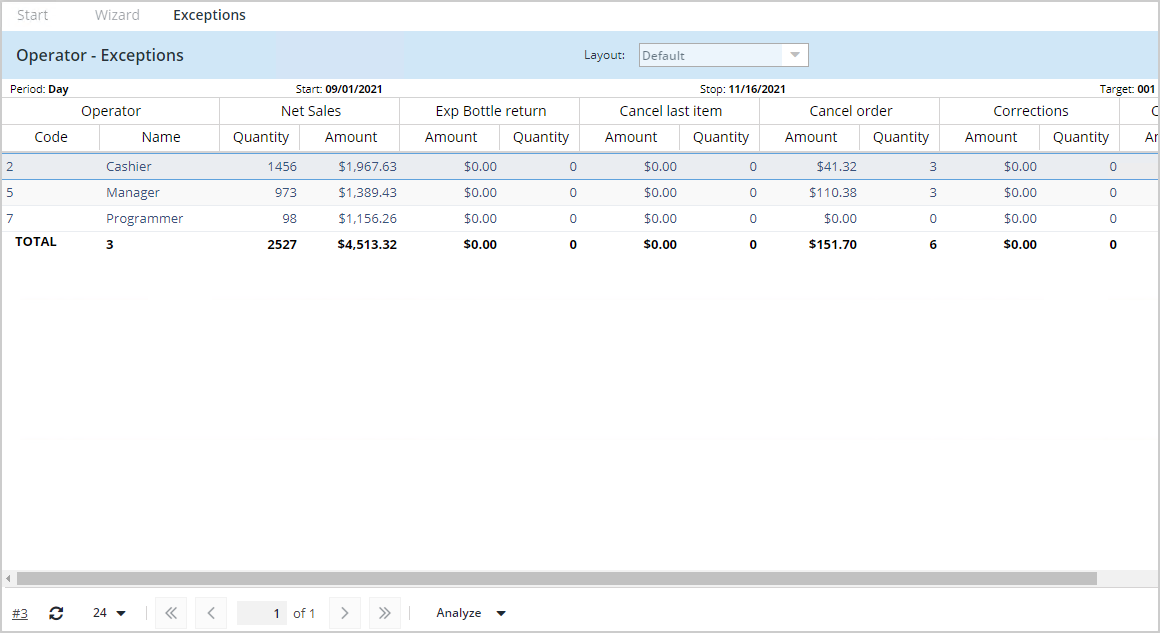 Start Wizard Exceptions
Operator - Exceptions Layout: Default
Period: Day Start: 09/01/2021 Stop: 11/16/2021 Target: 001
Operator Net Sales Exp Bottle return Cancel last item Cancel order Corrections
Code Name Quantity Amount Amount Quantity Amount Quantity Amount Quantity Amount Quantity
2 Cashier 1456 $1,967.63 $0.00 0 $0.00 0 $41.32 3 $0.00 0
5 Manager 973 $1,389.43 $0.00 0 $0.00 0 $110.38 3 $0.00 0
7 Programmer 98 $1,156.26 $0.00 0 $0.00 0 $0.00 0 $0.00 0
TOTAL 3 2527 $4,513.32 $0.00 0 $0.00 0 $151.70 6 $0.00 0
#3 24 1 of 1 Analyze